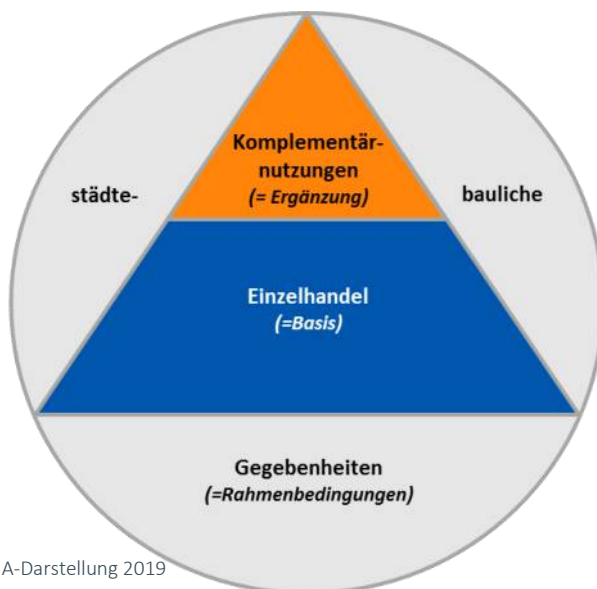 Komplementär-
nutzungen
(= Ergänzung)
städte-
bauliche
Einzelhandel
(=Basis)
Gegebenheiten
(=Rahmenbedingungen)
A-Darstellung 2019